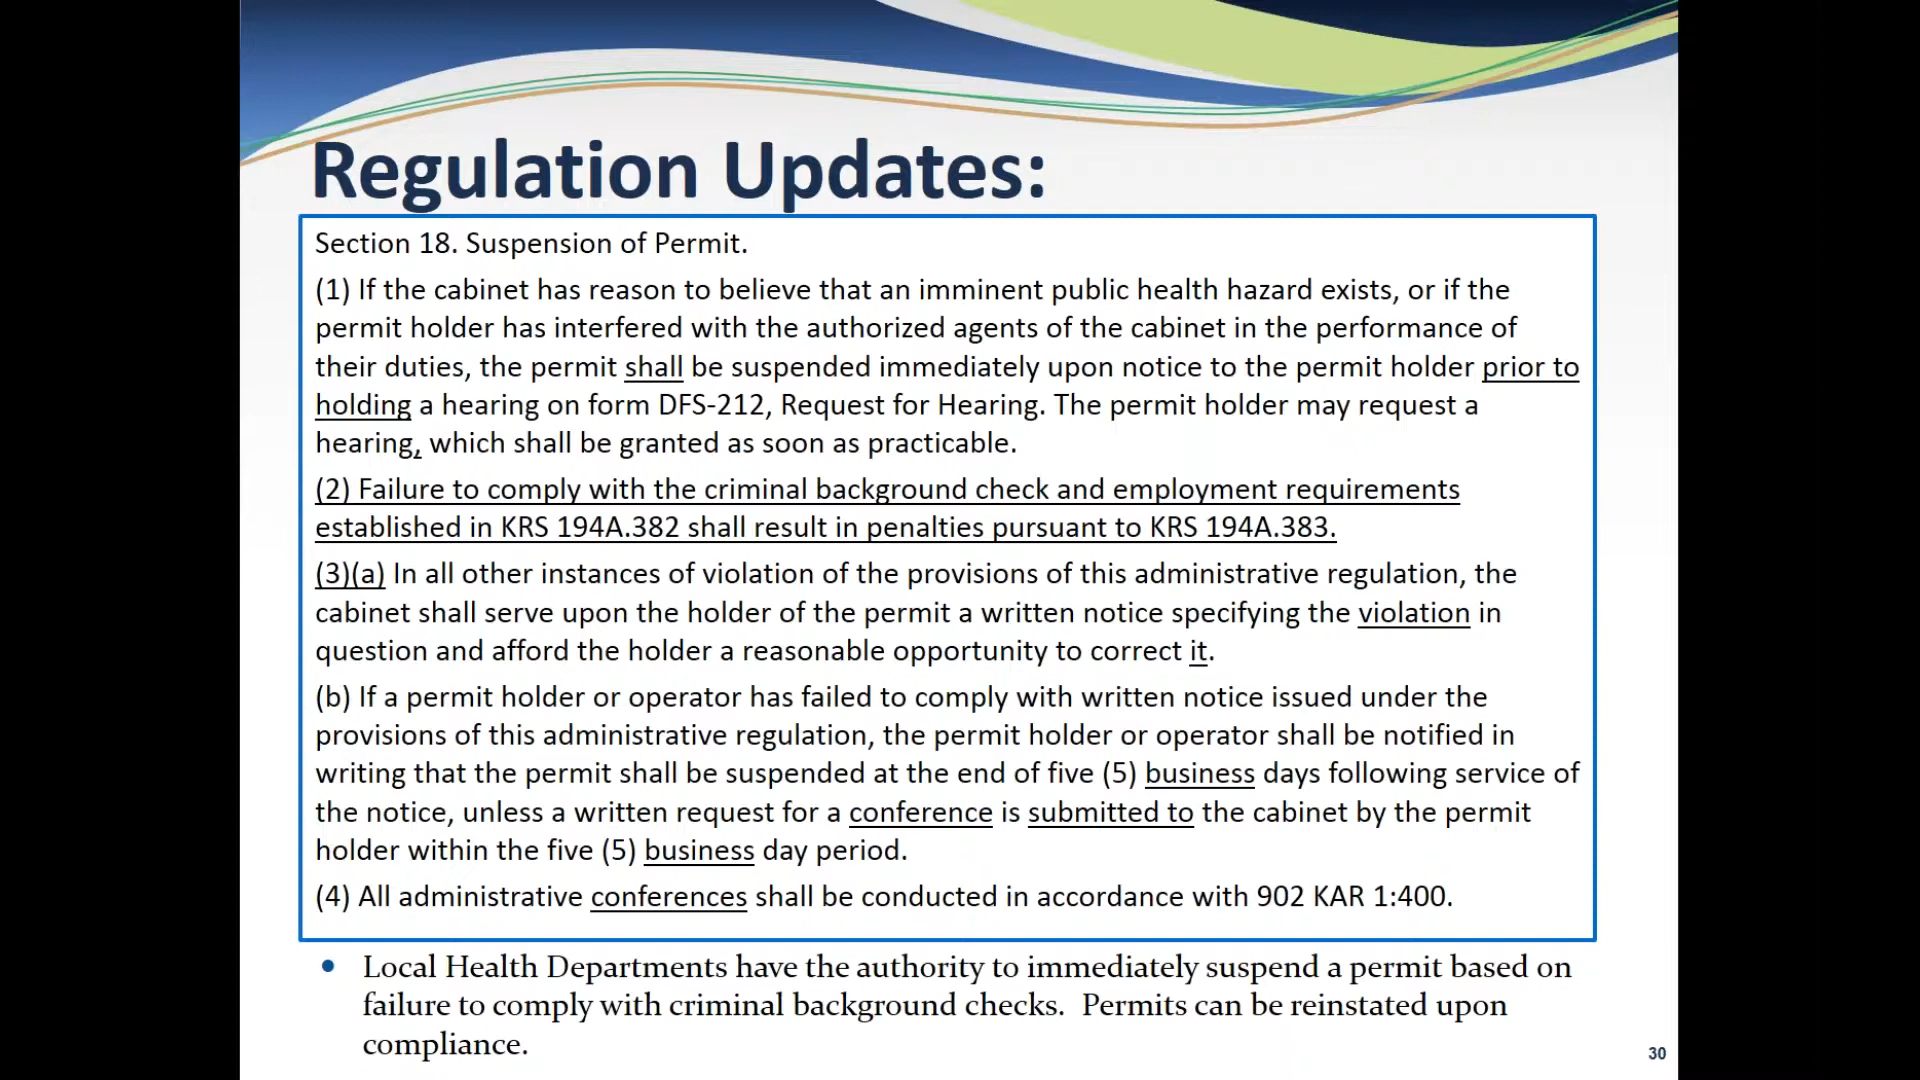 Regulation Updates:
Section 18. Suspension of Permit.
(1) If the cabinet has reason to believe that an imminent public health hazard exists, or if the
permit holder has interfered with the authorized agents of the cabinet in the performance of
their duties, the permit shall be suspended immediately upon notice to the permit holder prior to
holding a hearing on form DFS-212, Request for Hearing. The permit holder may request a
hearing, which shall be granted as soon as practicable.
(2) Failure to comply with the criminal background check and employment requirements
established in KRS 194A.382 shall result in penalties pursuant to KRS 194A.383.
(3)(a) In all other instances of violation of the provisions of this administrative regulation, the
cabinet shall serve upon the holder of the permit a written notice specifying the violation in
question and afford the holder a reasonable opportunity to correct it.
(b) If a permit holder or operator has failed to comply with written notice issued under the
provisions of this administrative regulation, the permit holder or operator shall be notified in
writing that the permit shall be suspended at the end of five (5) business days following service of
the notice, unless a written request for a conference is submitted to the cabinet by the permit
holder within the five (5) business day period.
(4) All administrative conferences shall be conducted in accordance with 902 KAR 1:400.
• Local Health Departments have the authority to immediately suspend a permit based on
failure to comply with criminal background checks. Permits can be reinstated upon
compliance.
30